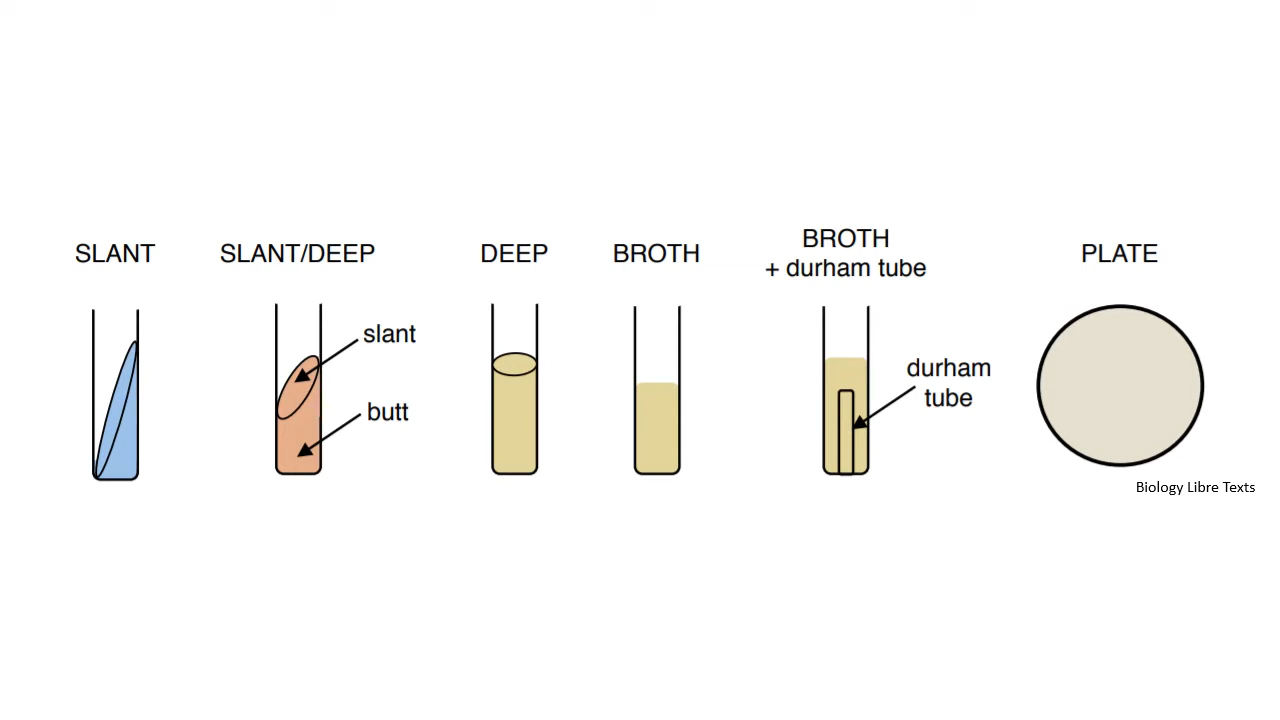 SLANT
SLANT/DEEP
DEEP
BROTH
BROTH
+ durham tube
PLATE
slant
butt
durham
tube
Biology Libre Texts